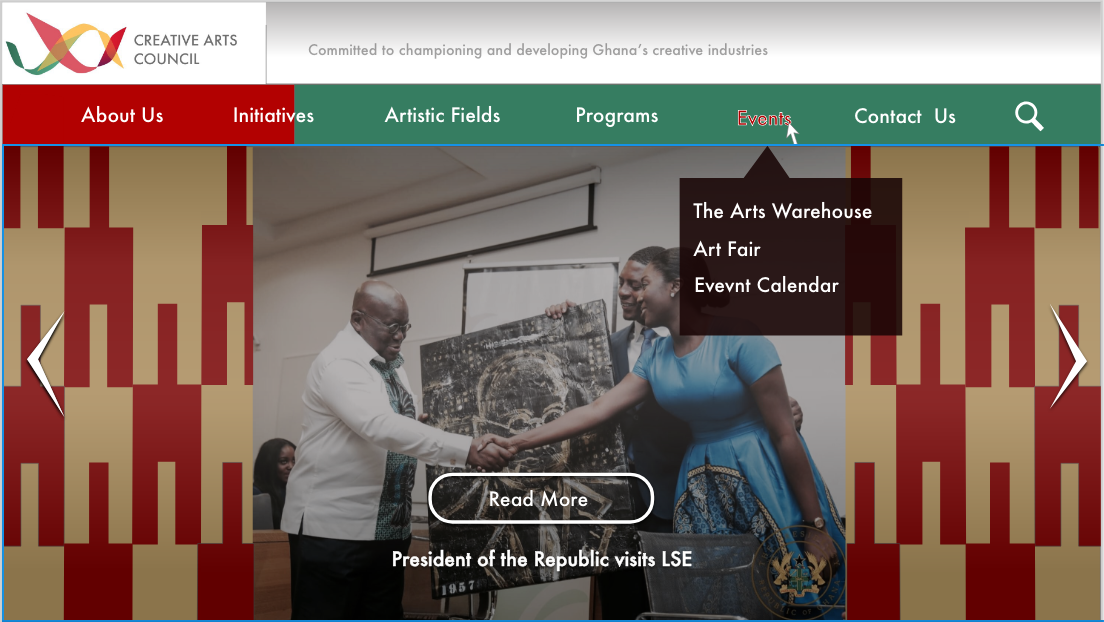 CREATIVE ARTS
COUNCIL
Committed to championing and developing Ghana's creative industries
About Us
Initiatives
Artistic Fields
Programs
Events
Contact Us
The Arts Warehouse
Art Fair
Evevnt Calendar
Read More
President of the Republic visits LSE
1957